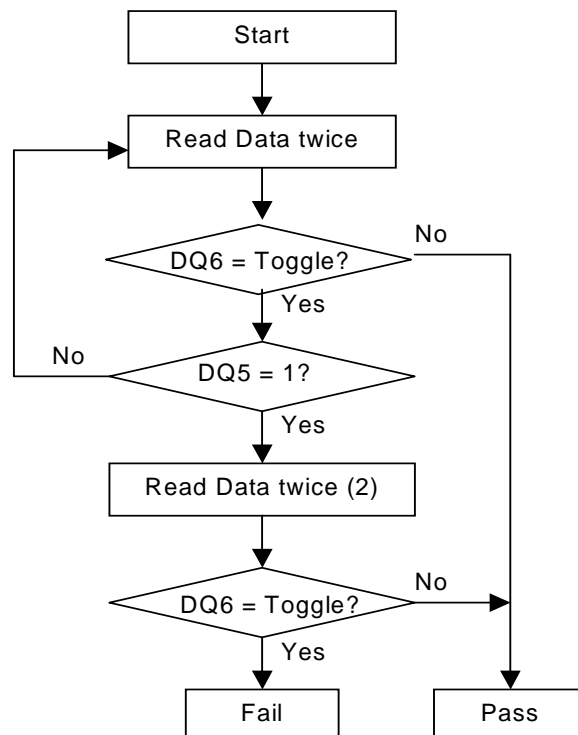 Start
Read Data twice
No
DQ6 = Toggle?
Yes
No
DQ5 = 1?
Yes
Read Data twice (2)
No
DQ6 = Toggle?
Yes
Fail
Pass